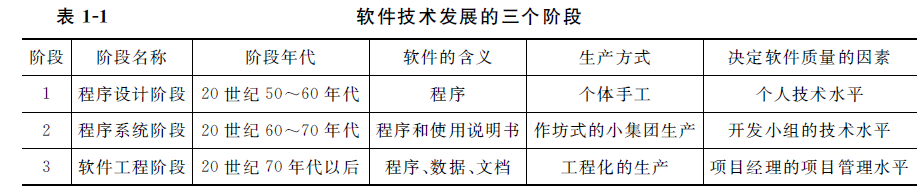 表 1-1 软件技术发展的三个阶段
阶段 阶段名称 阶段年代 软件的含义 生产方式 决定软件质量的因素
1 程序设计阶段 20 世纪 50～60 年代 程序 个体手工 个人技术水平
2 程序系统阶段 20 世纪 60～70 年代 程序和使用说明书 作坊式的小集团生产 开发小组的技术水平
3 软件工程阶段 20 世纪 70 年代以后 程序、数据、文档 工程化的生产 项目经理的项目管理水平